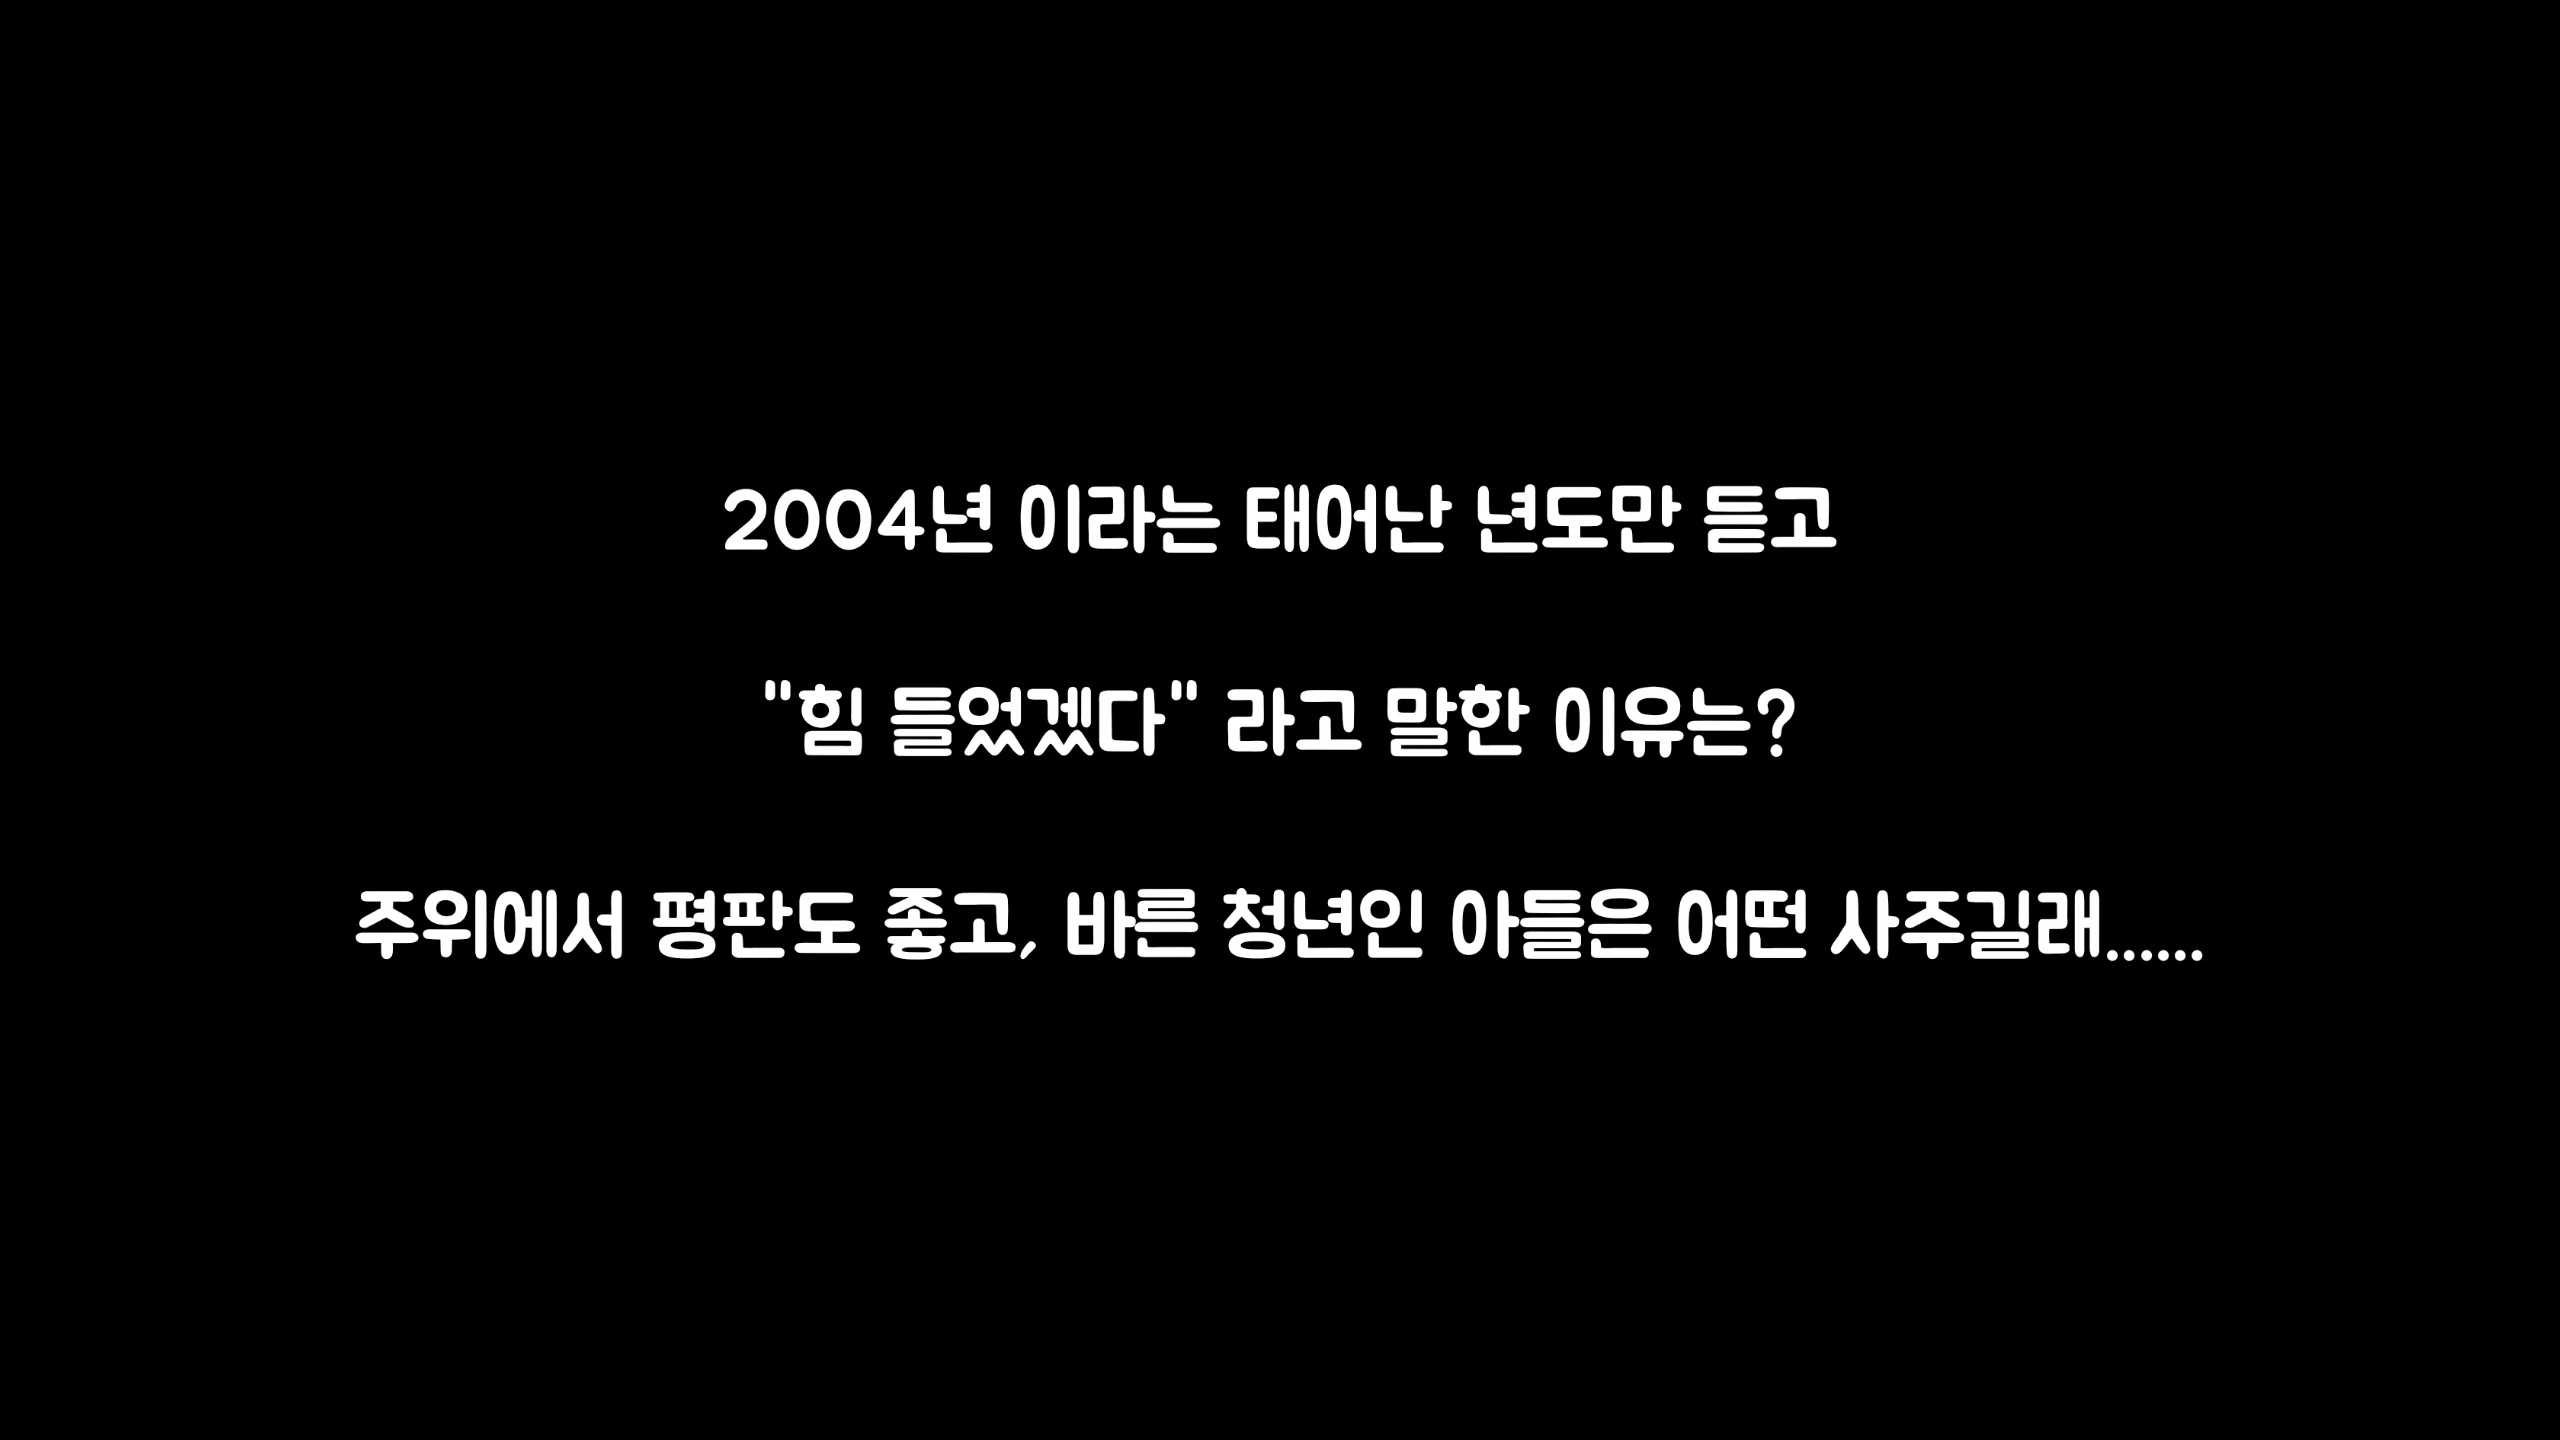 2004년 이라는 태어난 년도만 듣고
"힘 들었겠다" 라고 말한 이유는?
주위에서 평판도 좋고, 바른 청년인 아들은 어떤 사주길래......